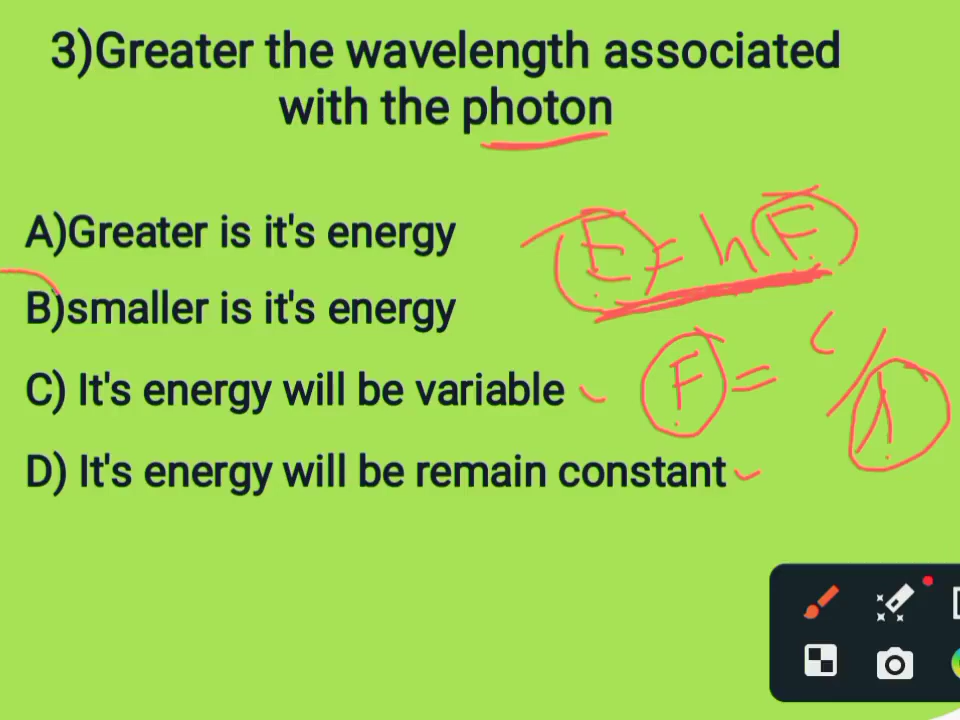 3)Greater the wavelength associated
with the photon
A)Greater is it's energy
E = hF
B)smaller is it's energy
C) It's energy will be variable
F = c/λ
D) It's energy will be remain constant